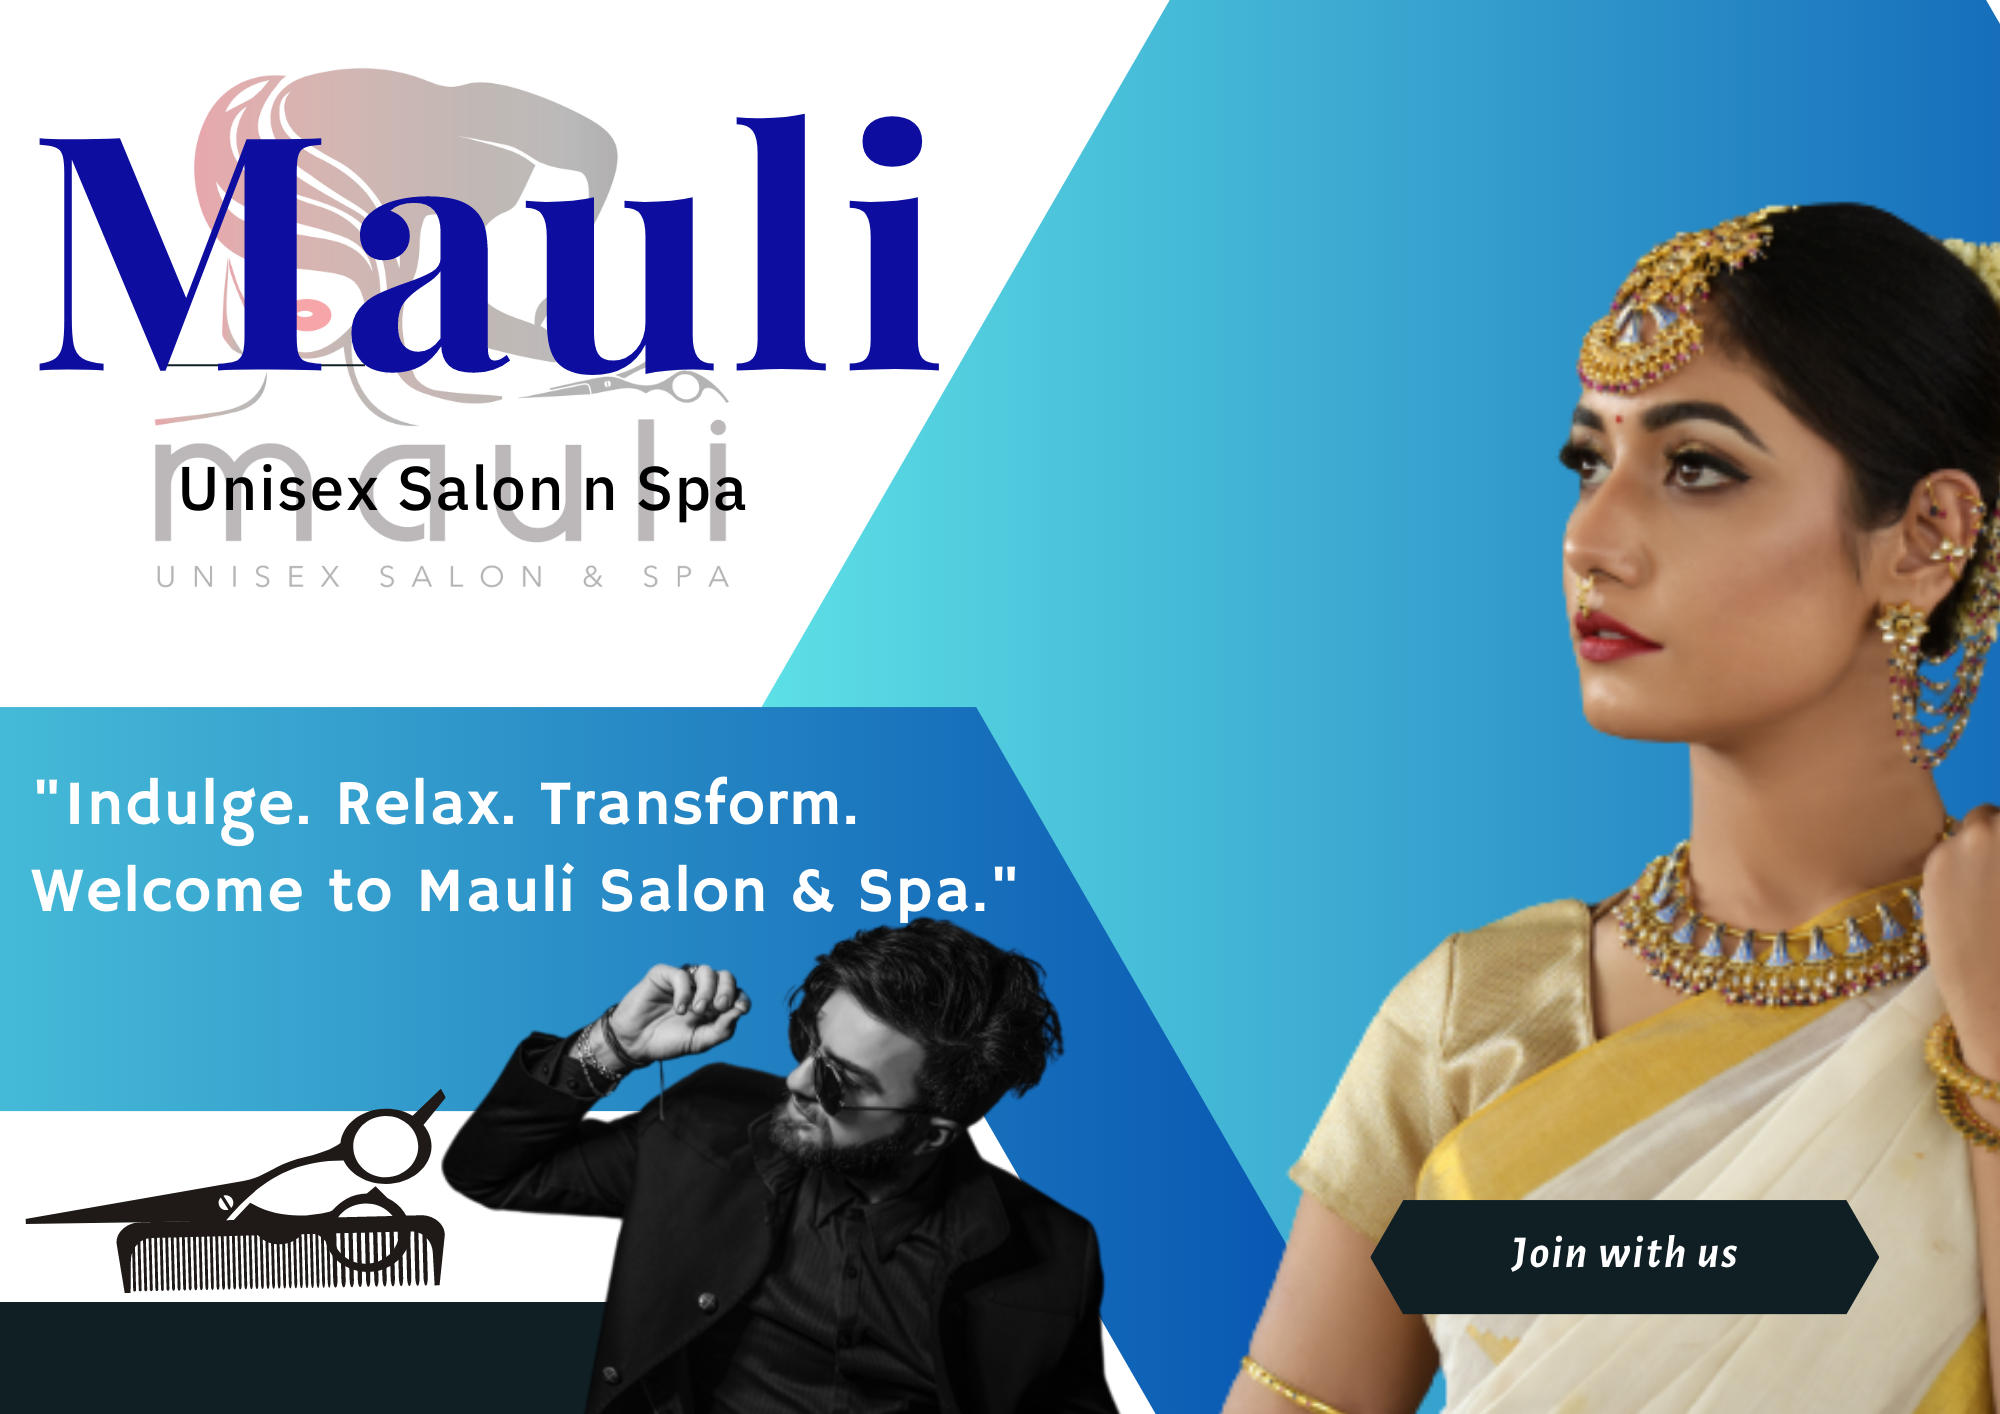 Mauli
mauli
Unisex Salon n Spa
UNISEX SALON & SPA
"Indulge. Relax. Transform.
Welcome to Mauli Salon & Spa."
Join with us